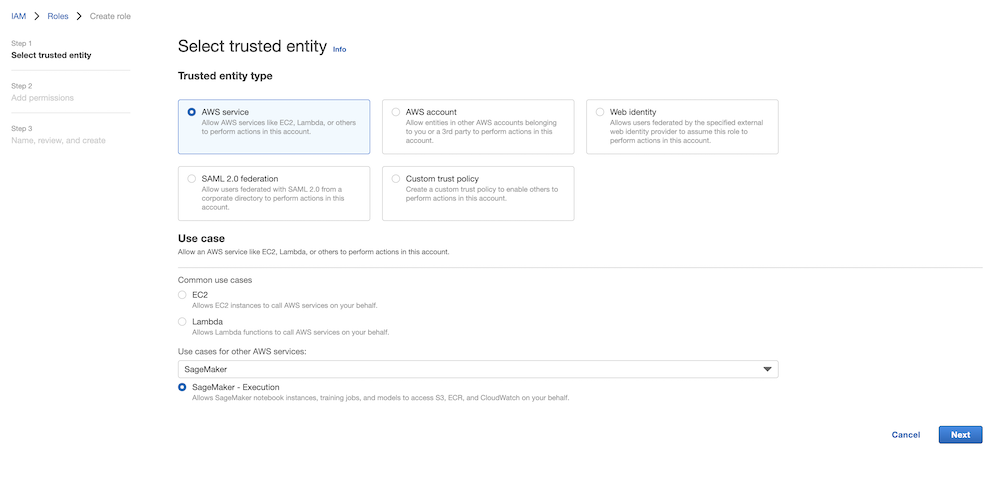 IAM > Roles > Create role
Step 1
Select trusted entity
Step 2
Add permissions
Step 3
Name, review, and create
Select trusted entity Info
Trusted entity type
AWS service
Allow AWS services like EC2, Lambda, or others
to perform actions in this account.
AWS account
Allow entities in other AWS accounts belonging
to you or a 3rd party to perform actions in this
account.
Web identity
Allows users federated by the specified external
web identity provider to assume this role to
perform actions in this account.
SAML 2.0 federation
Allow users federated with SAML 2.0 from a
corporate directory to perform actions in this
account.
Custom trust policy
Create a custom trust policy to enable others to
perform actions in this account.
Use case
Allow an AWS service like EC2, Lambda, or others to perform actions in this account.
Common use cases
EC2
Allows EC2 instances to call AWS services on your behalf.
Lambda
Allows Lambda functions to call AWS services on your behalf.
Use cases for other AWS services:
SageMaker
SageMaker - Execution
Allows SageMaker notebook instances, training jobs, and models to access S3, ECR, and CloudWatch on your behalf.
Cancel
Next